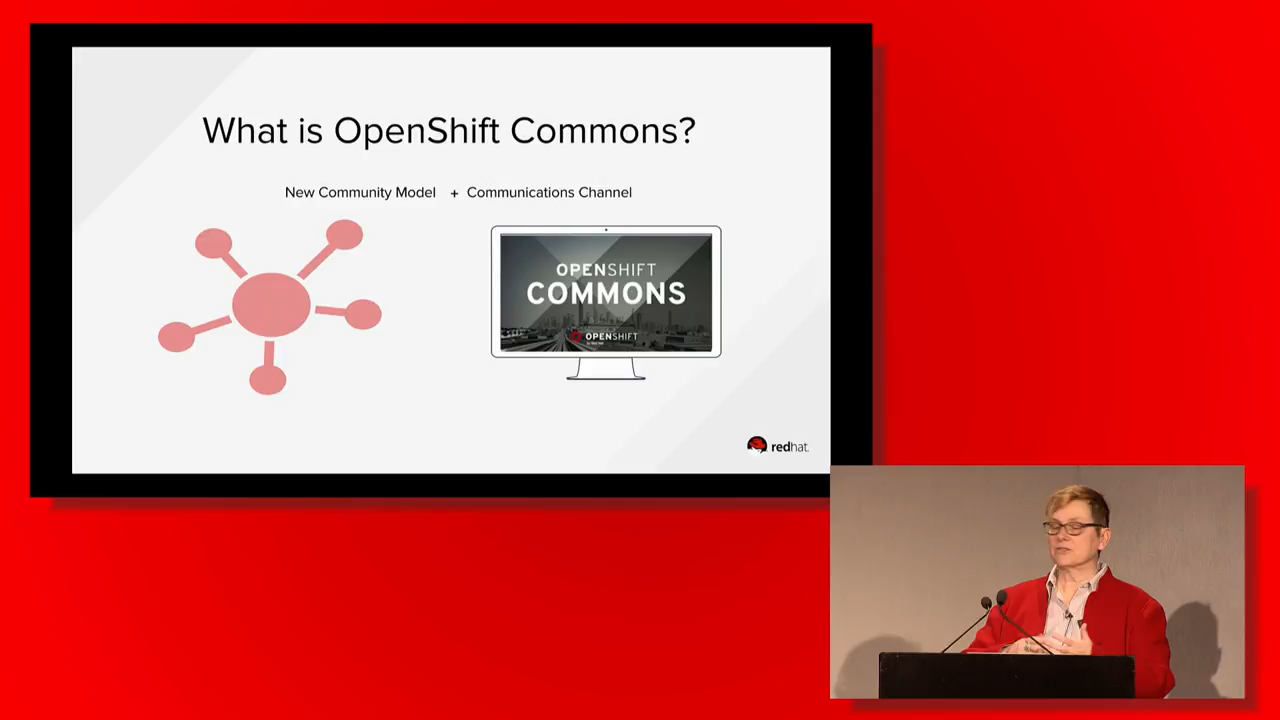 What is OpenShift Commons?
New Community Model + Communications Channel
OPENSHIFT
COMMONS
OPENSHIFT
redhat.